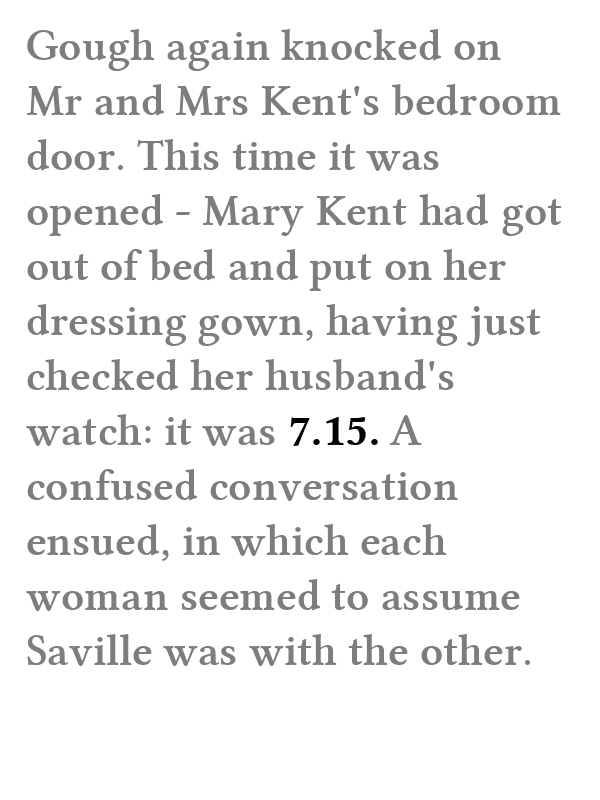 Gough again knocked on
Mr and Mrs Kent's bedroom
door. This time it was
opened - Mary Kent had got
out of bed and put on her
dressing gown, having just
checked her husband's
watch: it was 7.15. A
confused conversation
ensued, in which each
woman seemed to assume
Saville was with the other.